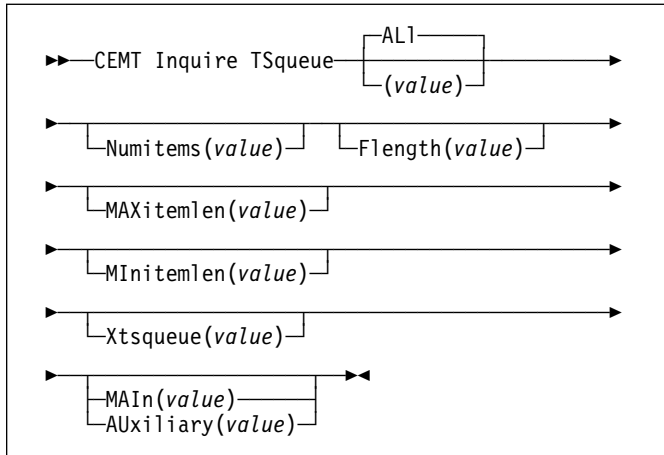 ALl
CEMT Inquire TSqueue
(value)
Numitems(value) Flength(value)
MAXitemlen(value)
MInitemlen(value)
Xtsqueue(value)
MAIn(value)
AUxiliary(value)